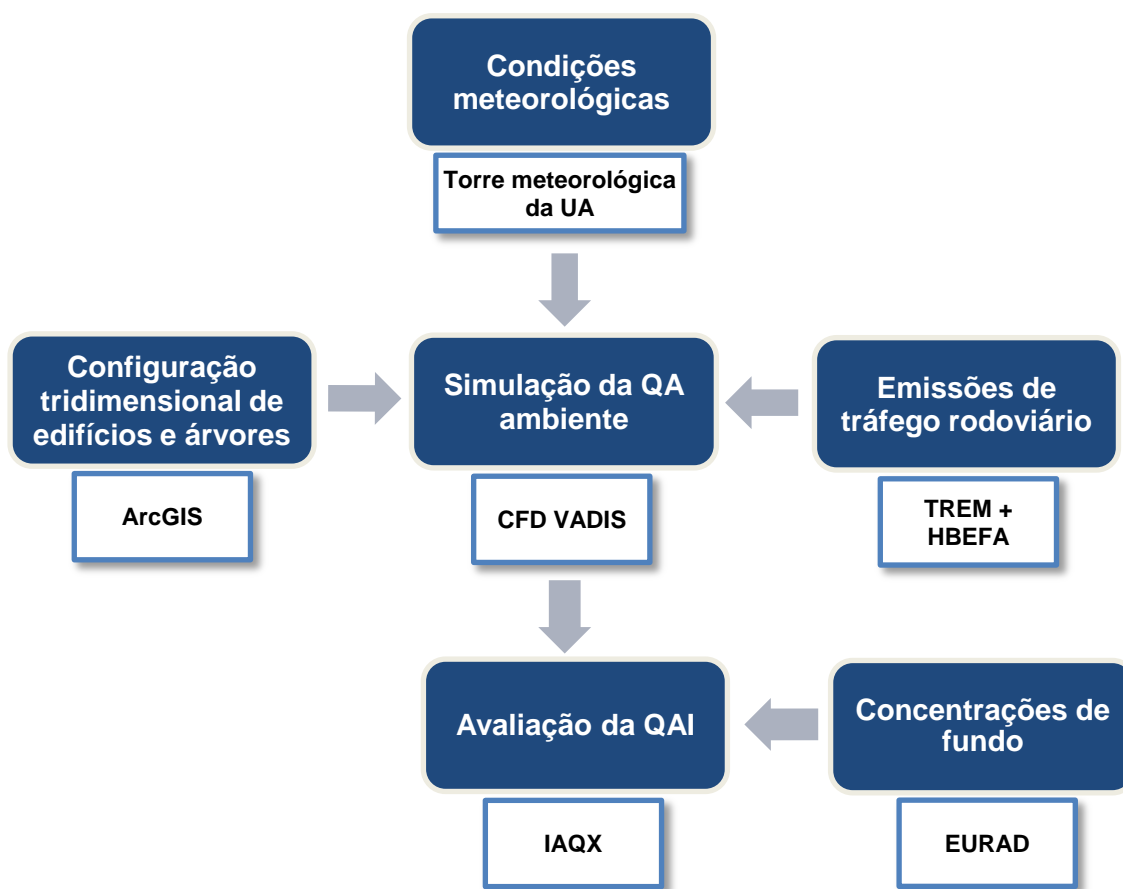 Condições
meteorológicas
Torre meteorológica
da UA
Configuração
tridimensional de
edifícios e árvores
ArcGIS
Simulação da QA
ambiente
CFD VADIS
Emissões de
tráfego rodoviário
TREM +
HBEFA
Avaliação da QAI
IAQX
Concentrações de
fundo
EURAD